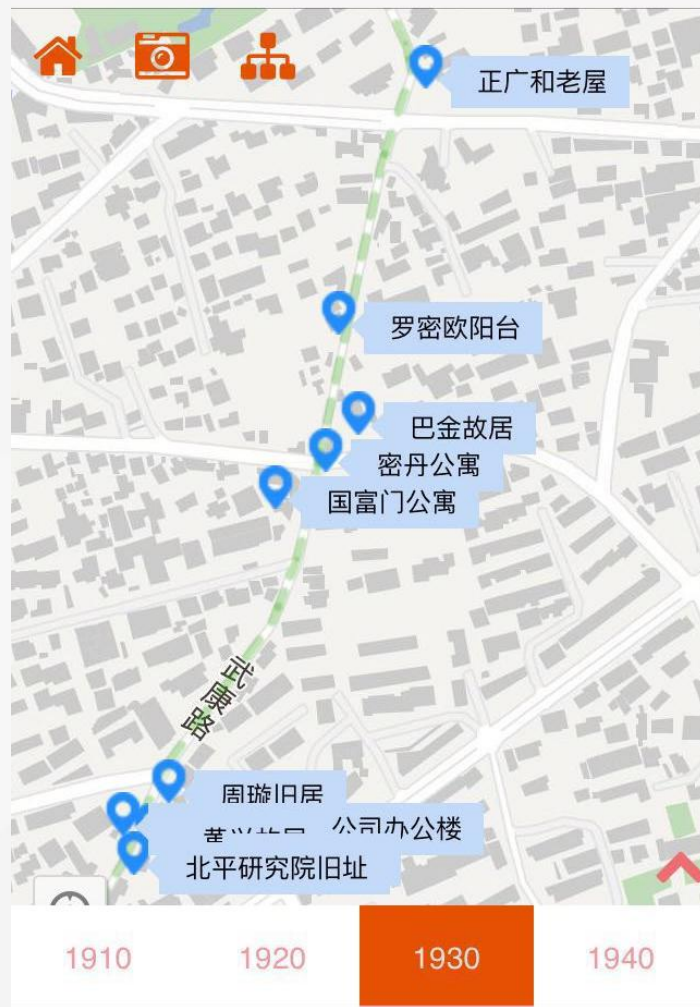 正广和老屋
罗密欧阳台
巴金故居
密丹公寓
国富门公寓
武康路
周璇旧居
公司办公楼
北平研究院旧址
1910
1920
1930
1940